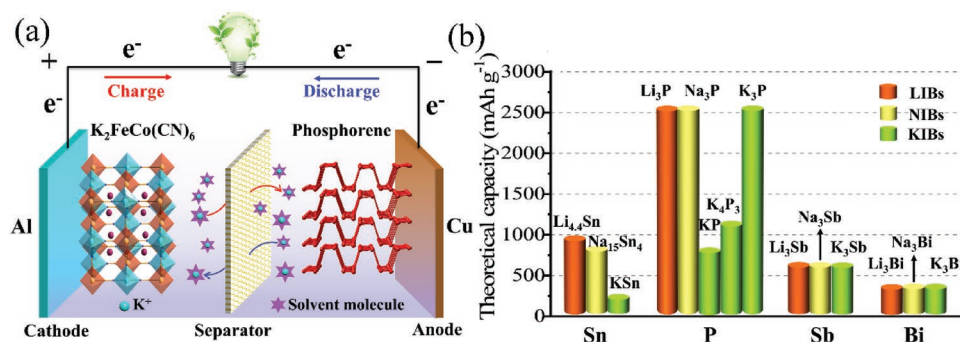 (a)
e⁻
e⁻
e⁻
e⁻
+
−
Charge
Discharge
K₂FeCo(CN)₆
Phosphorene
Al
Cu
K⁺
Solvent molecule
Cathode
Separator
Anode
(b)
Theoretical capacity (mAh g⁻¹)
3000
2500
2000
1500
1000
500
0
LIBs
NIBs
KIBs
Li₃P
Na₃P
K₃P
K₄P₃
KP
Li₄.₄Sn
Na₁₅Sn₄
KSn
Na₃Sb
Li₃Sb
K₃Sb
Na₃Bi
Li₃Bi
K₃B
Sn
P
Sb
Bi